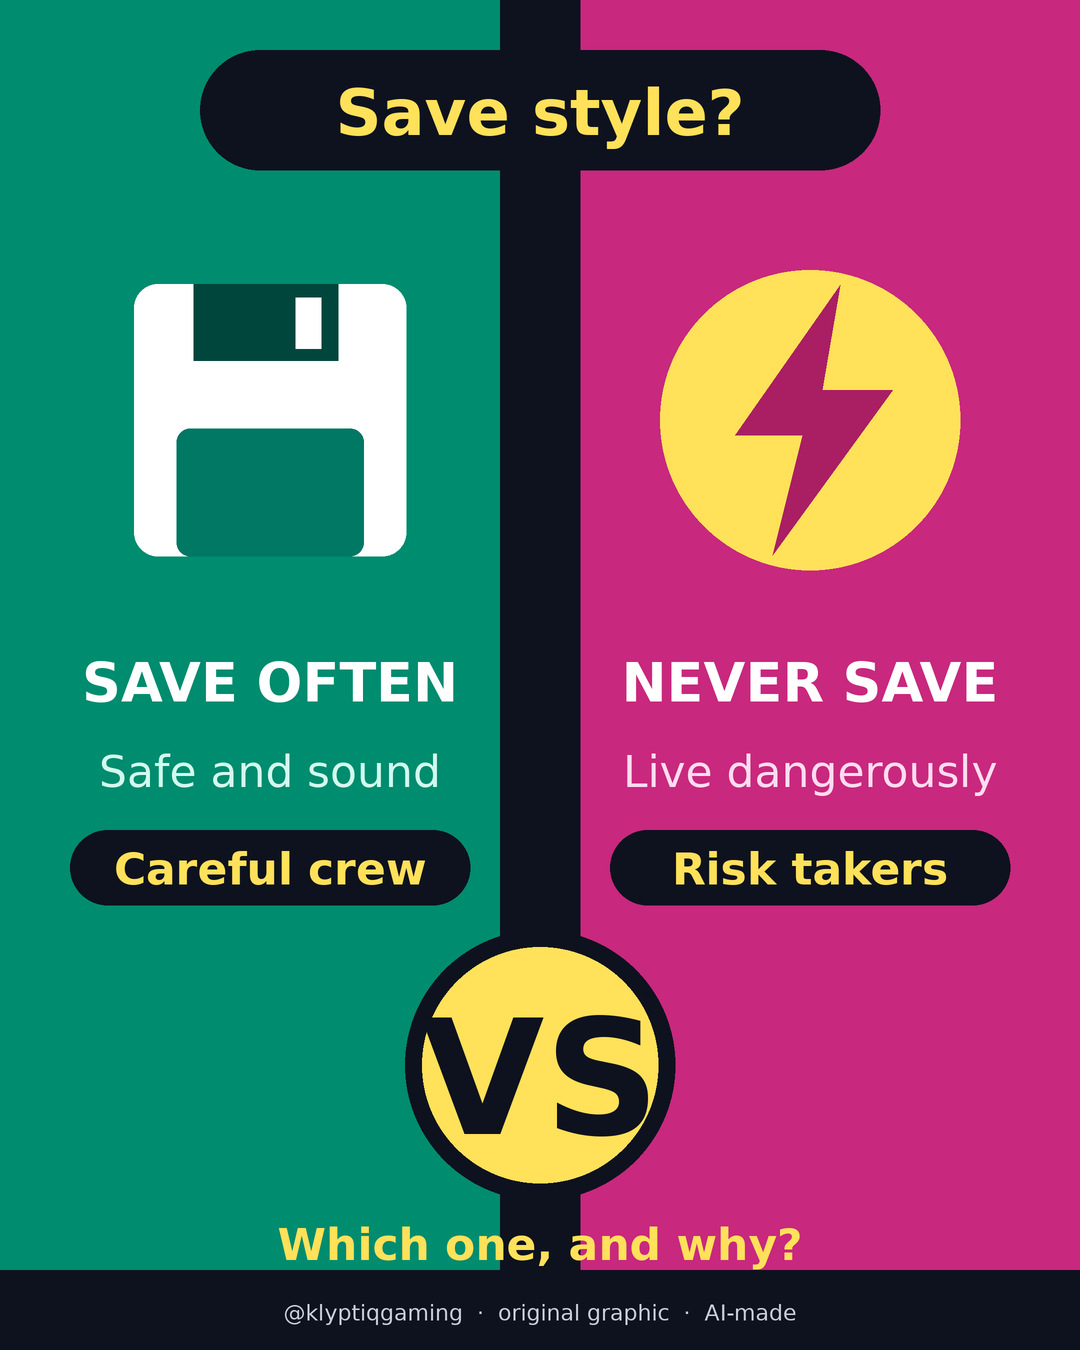 Save style?
SAVE OFTEN
Safe and sound
Careful crew
NEVER SAVE
Live dangerously
Risk takers
VS
Which one, and why?
@klyptiqgaming · original graphic · AI-made